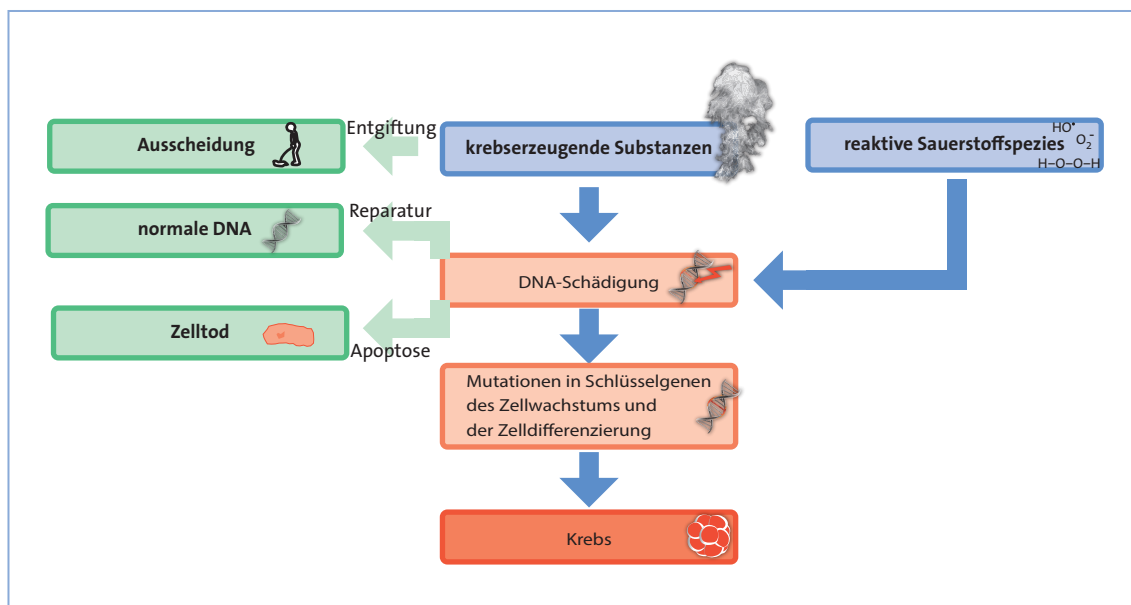 Entgiftung
Ausscheidung
krebserzeugende Substanzen
reaktive Sauerstoffspezies
HO•
O₂⁻
H–O–O–H
Reparatur
normale DNA
DNA-Schädigung
Zelltod
Apoptose
Mutationen in Schlüsselgenen
des Zellwachstums und
der Zelldifferenzierung
Krebs